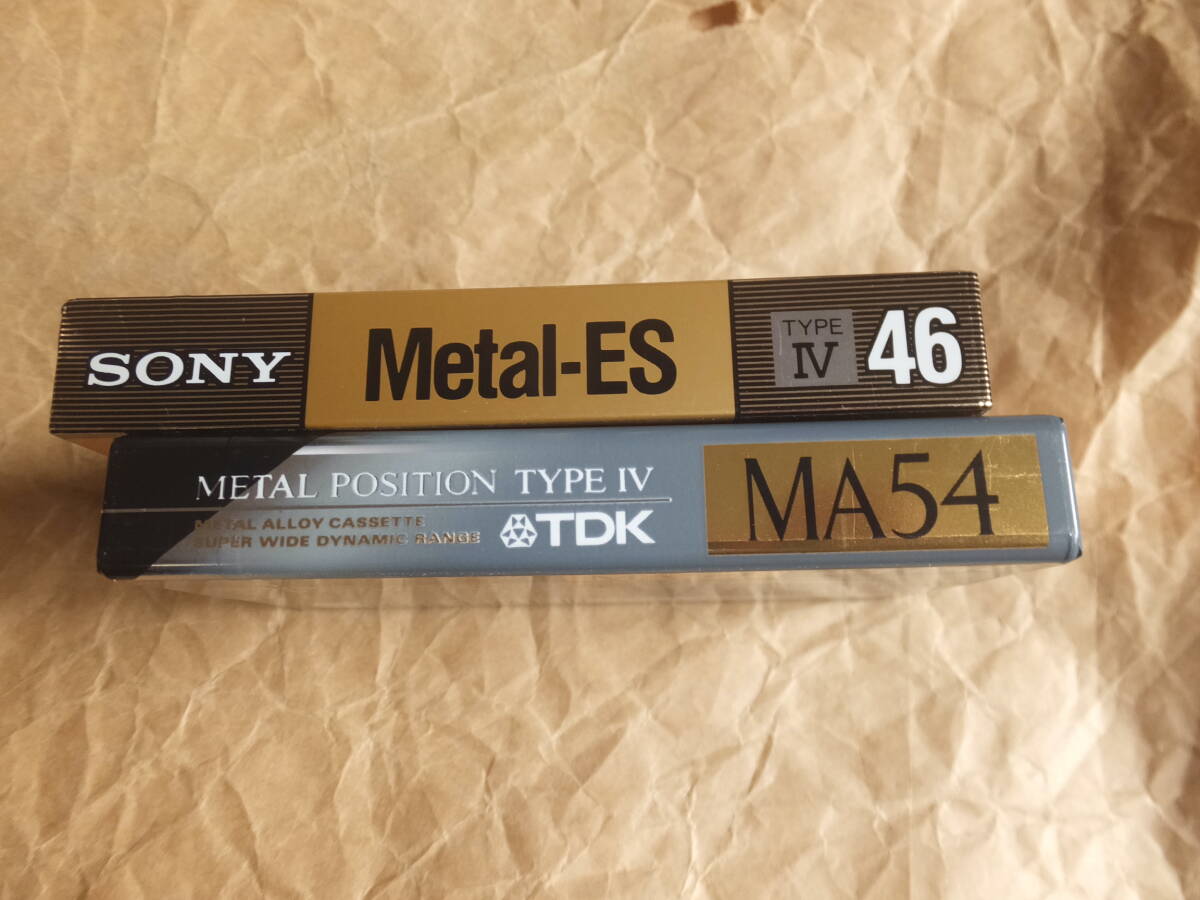 SONY Metal-ES TYPE IV 46
METAL POSITION TYPE IV
METAL ALLOY CASSETTE
SUPER WIDE DYNAMIC RANGE
TDK
MA54